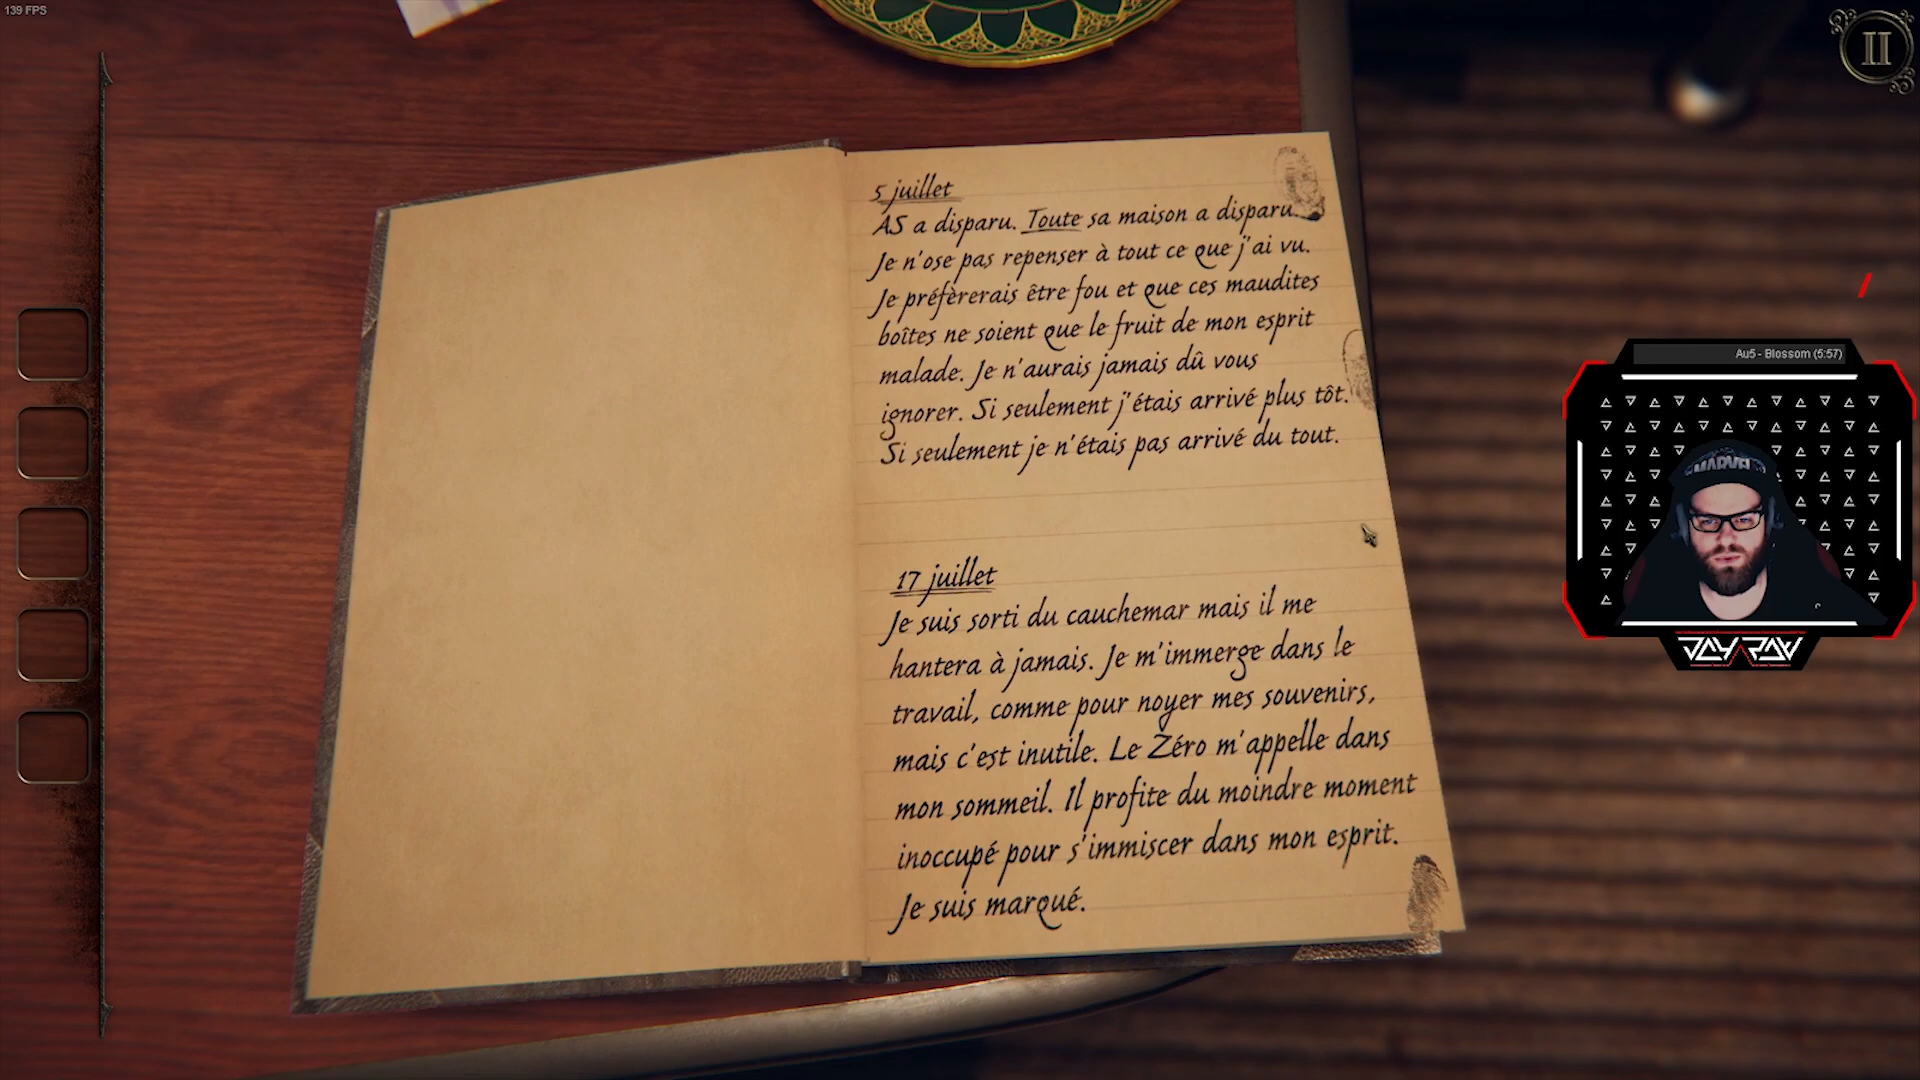 139 FPS
II
5 juillet
AS a disparu. Toute sa maison a disparu.
Je n'ose pas repenser à tout ce que j'ai vu.
Je préfèrerais être fou et que ces maudites
boîtes ne soient que le fruit de mon esprit
malade. Je n'aurais jamais dû vous
ignorer. Si seulement j'étais arrivé plus tôt.
Si seulement je n'étais pas arrivé du tout.
17 juillet
Je suis sorti du cauchemar mais il me
hantera à jamais. Je m'immerge dans le
travail, comme pour noyer mes souvenirs,
mais c'est inutile. Le Zéro m'appelle dans
mon sommeil. Il profite du moindre moment
inoccupé pour s'immiscer dans mon esprit.
Je suis marqué.
Au5 - Blossom (5:57)
MARVEL
JAYRAW